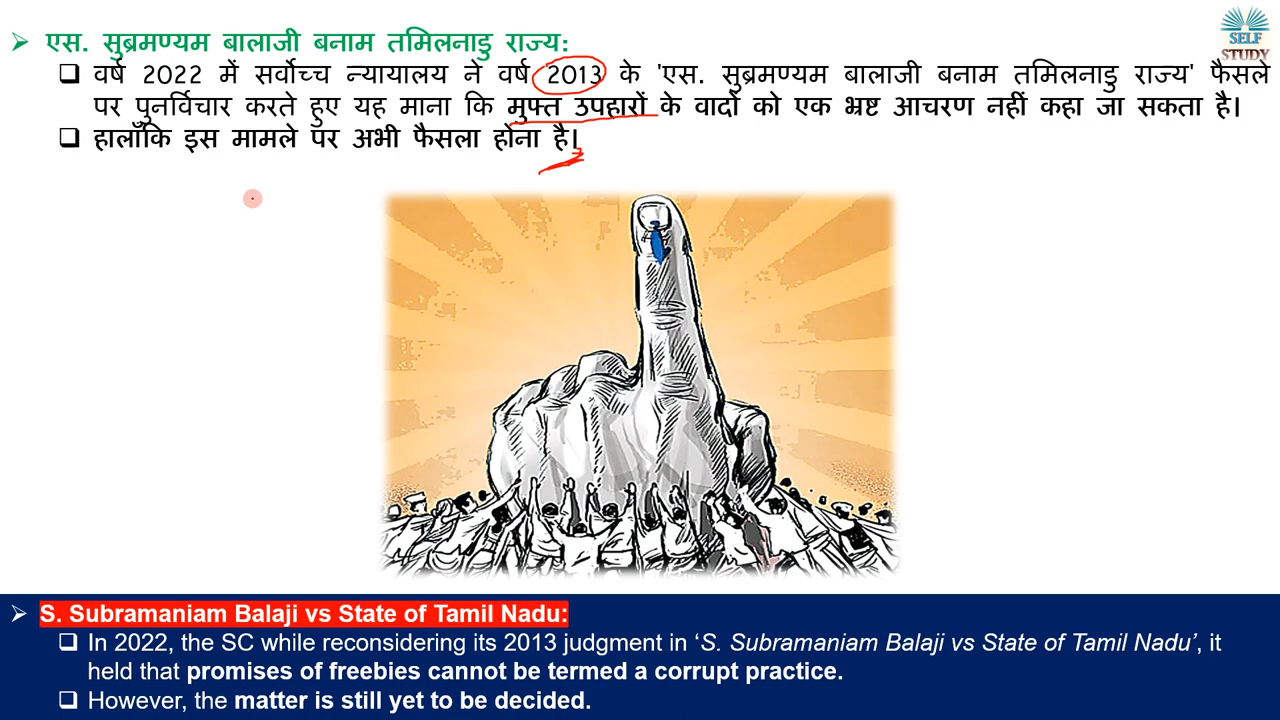 एस. सुब्रमण्यम बालाजी बनाम तमिलनाडु राज्य:
वर्ष 2022 में सर्वोच्च न्यायालय ने वर्ष 2013 के 'एस. सुब्रमण्यम बालाजी बनाम तमिलनाडु राज्य' फैसले
पर पुनर्विचार करते हुए यह माना कि मुफ्त उपहारों के वादों को एक भ्रष्ट आचरण नहीं कहा जा सकता है।
हालाँकि इस मामले पर अभी फैसला होना है।
SELF
STUDY
S. Subramaniam Balaji vs State of Tamil Nadu:
In 2022, the SC while reconsidering its 2013 judgment in ‘S. Subramaniam Balaji vs State of Tamil Nadu’, it
held that promises of freebies cannot be termed a corrupt practice.
However, the matter is still yet to be decided.